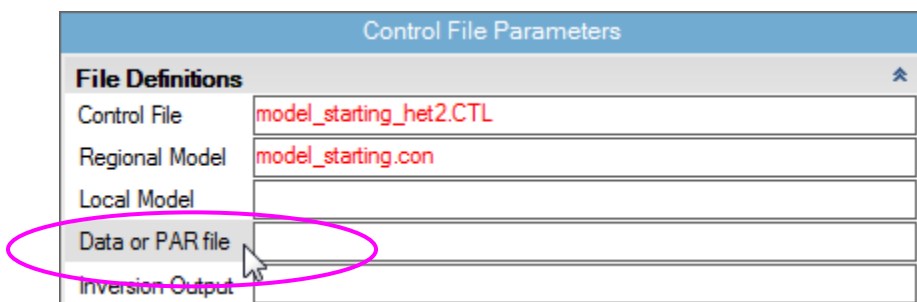 Control File Parameters
File Definitions
Control File model_starting_het2.CTL
Regional Model model_starting.con
Local Model
Data or PAR file
Inversion Output